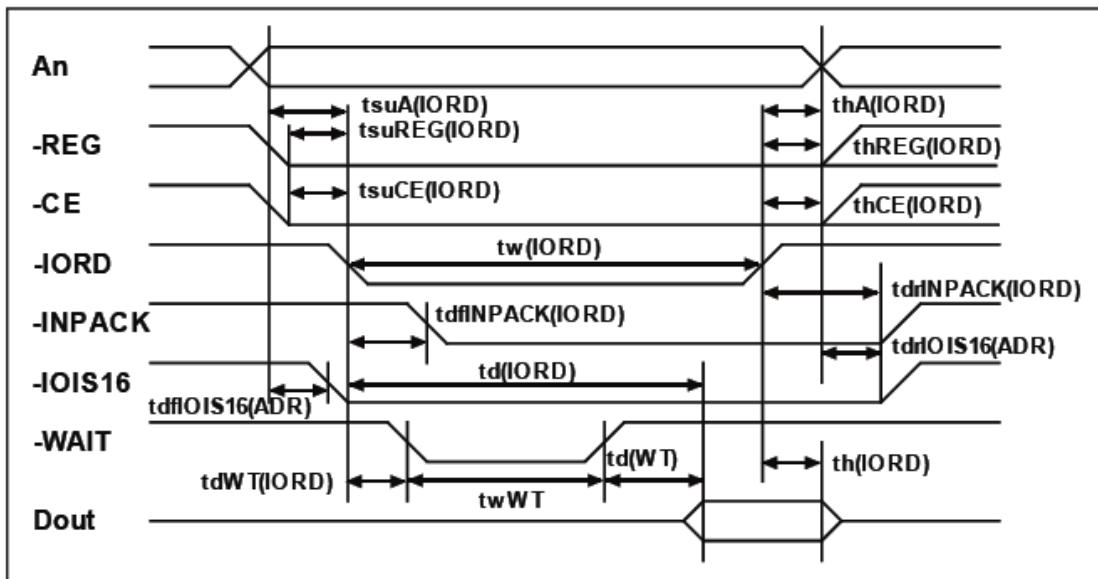 An
tsuA(IORD)
thA(IORD)
tsuREG(IORD)
-REG
thREG(IORD)
tsuCE(IORD)
-CE
thCE(IORD)
tw(IORD)
-IORD
tdrINPACK(IORD)
tdfINPACK(IORD)
-INPACK
tdrIOIS16(ADR)
td(IORD)
-IOIS16
tdfIOIS16(ADR)
-WAIT
td(WT)
th(IORD)
tdWT(IORD)
twWT
Dout